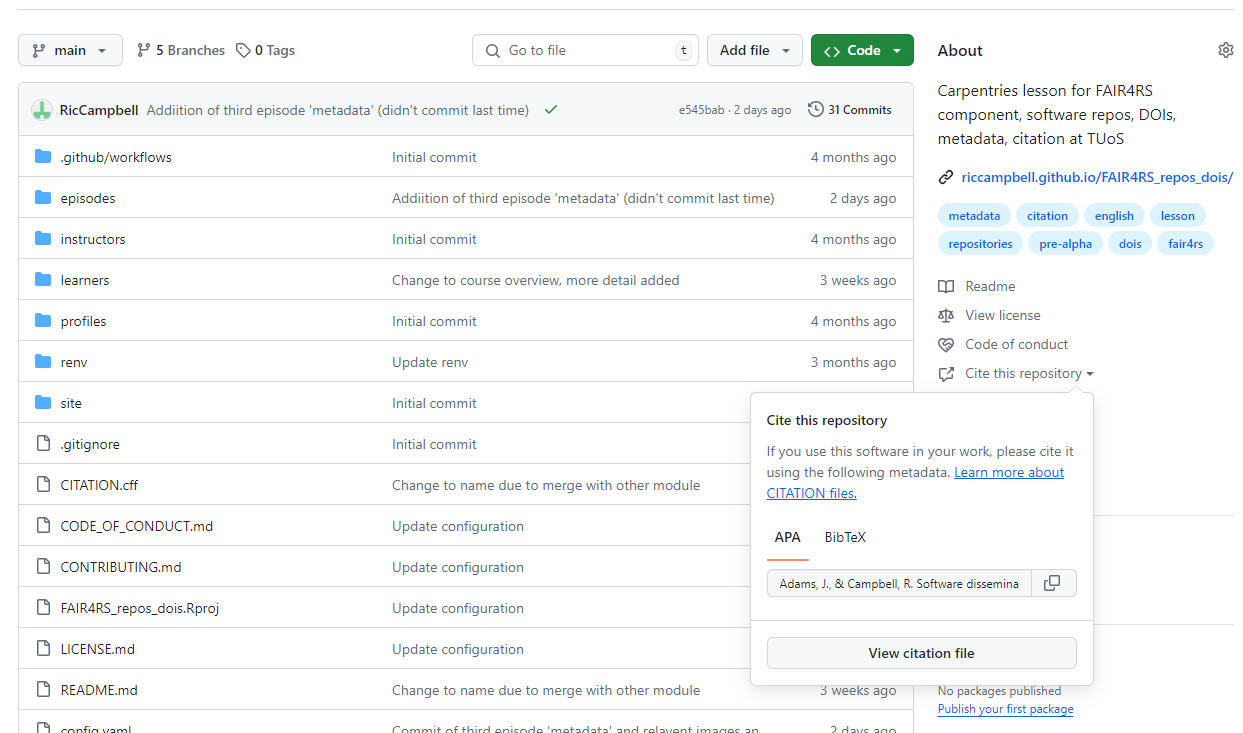 main 5 Branches 0 Tags Go to file t Add file Code
RicCampbell Addiition of third episode 'metadata' (didn't commit last time) e545bab · 2 days ago 31 Commits
.github/workflows Initial commit 4 months ago
episodes Addiition of third episode 'metadata' (didn't commit last time) 2 days ago
instructors Initial commit 4 months ago
learners Change to course overview, more detail added 3 weeks ago
profiles Initial commit 4 months ago
renv Update renv 3 months ago
site Initial commit
.gitignore Initial commit
CITATION.cff Change to name due to merge with other module
CODE_OF_CONDUCT.md Update configuration
CONTRIBUTING.md Update configuration
FAIR4RS_repos_dois.Rproj Update configuration
LICENSE.md Update configuration
README.md Change to name due to merge with other module 3 weeks ago
config.yaml Commit of third episode 'metadata' and relavent images an... 2 days ago
About
Carpentries lesson for FAIR4RS
component, software repos, DOIs,
metadata, citation at TUoS
riccampbell.github.io/FAIR4RS_repos_dois/
metadata citation english lesson
repositories pre-alpha dois fair4rs
Readme
View license
Code of conduct
Cite this repository
Cite this repository
If you use this software in your work, please cite it
using the following metadata. Learn more about
CITATION files.
APA BibTeX
Adams, J., & Campbell, R. Software dissemina
View citation file
No packages published
Publish your first package